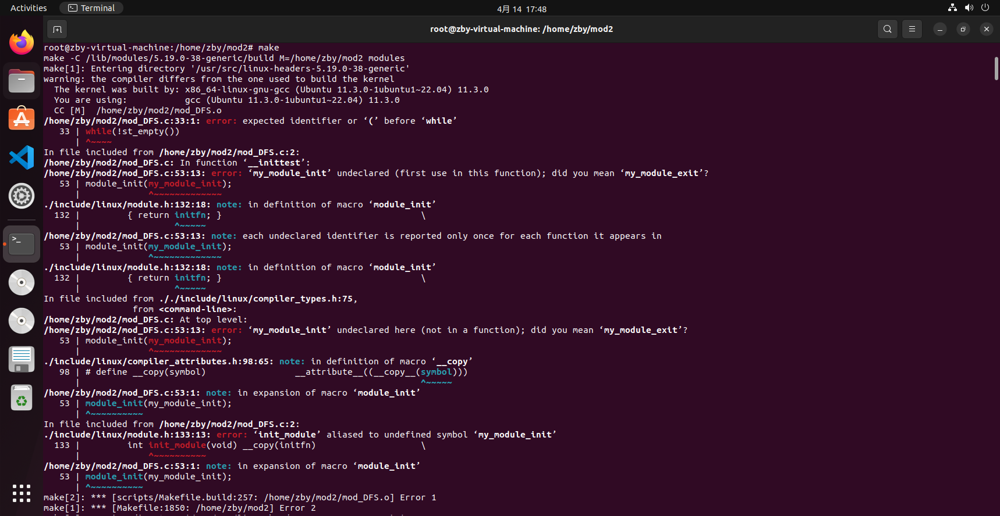 Activities
Terminal
4月 14 17:48
root@zby-virtual-machine: /home/zby/mod2
root@zby-virtual-machine:/home/zby/mod2# make
make -C /lib/modules/5.19.0-38-generic/build M=/home/zby/mod2 modules
make[1]: Entering directory '/usr/src/linux-headers-5.19.0-38-generic'
warning: the compiler differs from the one used to build the kernel
  The kernel was built by: x86_64-linux-gnu-gcc (Ubuntu 11.3.0-1ubuntu1~22.04) 11.3.0
  You are using:           gcc (Ubuntu 11.3.0-1ubuntu1~22.04) 11.3.0
  CC [M]  /home/zby/mod2/mod_DFS.o
/home/zby/mod2/mod_DFS.c:33:1: error: expected identifier or ‘(’ before ‘while’
   33 | while(!st_empty())
      | ^~~~~
In file included from /home/zby/mod2/mod_DFS.c:2:
/home/zby/mod2/mod_DFS.c: In function ‘__inittest’:
/home/zby/mod2/mod_DFS.c:53:13: error: ‘my_module_init’ undeclared (first use in this function); did you mean ‘my_module_exit’?
   53 | module_init(my_module_init);
      |             ^~~~~~~~~~~~~~
./include/linux/module.h:132:18: note: in definition of macro ‘module_init’
  132 |         { return initfn; }                                      \
      |                  ^~~~~~
/home/zby/mod2/mod_DFS.c:53:13: note: each undeclared identifier is reported only once for each function it appears in
   53 | module_init(my_module_init);
      |             ^~~~~~~~~~~~~~
./include/linux/module.h:132:18: note: in definition of macro ‘module_init’
  132 |         { return initfn; }                                      \
      |                  ^~~~~~
In file included from ././include/linux/compiler_types.h:75,
                 from <command-line>:
/home/zby/mod2/mod_DFS.c: At top level:
/home/zby/mod2/mod_DFS.c:53:13: error: ‘my_module_init’ undeclared here (not in a function); did you mean ‘my_module_exit’?
   53 | module_init(my_module_init);
      |             ^~~~~~~~~~~~~~
./include/linux/compiler_attributes.h:98:65: note: in definition of macro ‘__copy’
   98 | # define __copy(symbol)                 __attribute__((__copy__(symbol)))
      |                                                                 ^~~~~~
/home/zby/mod2/mod_DFS.c:53:1: note: in expansion of macro ‘module_init’
   53 | module_init(my_module_init);
      | ^~~~~~~~~~~
In file included from /home/zby/mod2/mod_DFS.c:2:
./include/linux/module.h:133:13: error: ‘init_module’ aliased to undefined symbol ‘my_module_init’
  133 |         int init_module(void) __copy(initfn)                    \
      |             ^~~~~~~~~~~
/home/zby/mod2/mod_DFS.c:53:1: note: in expansion of macro ‘module_init’
   53 | module_init(my_module_init);
      | ^~~~~~~~~~~
make[2]: *** [scripts/Makefile.build:257: /home/zby/mod2/mod_DFS.o] Error 1
make[1]: *** [Makefile:1850: /home/zby/mod2] Error 2